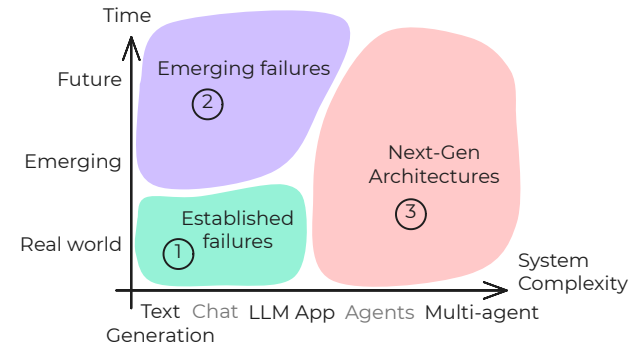 Time
Future
Emerging failures
2
Emerging
Next-Gen
Architectures
3
Real world
Established
failures
1
System
Complexity
Text Chat LLM App Agents Multi-agent
Generation